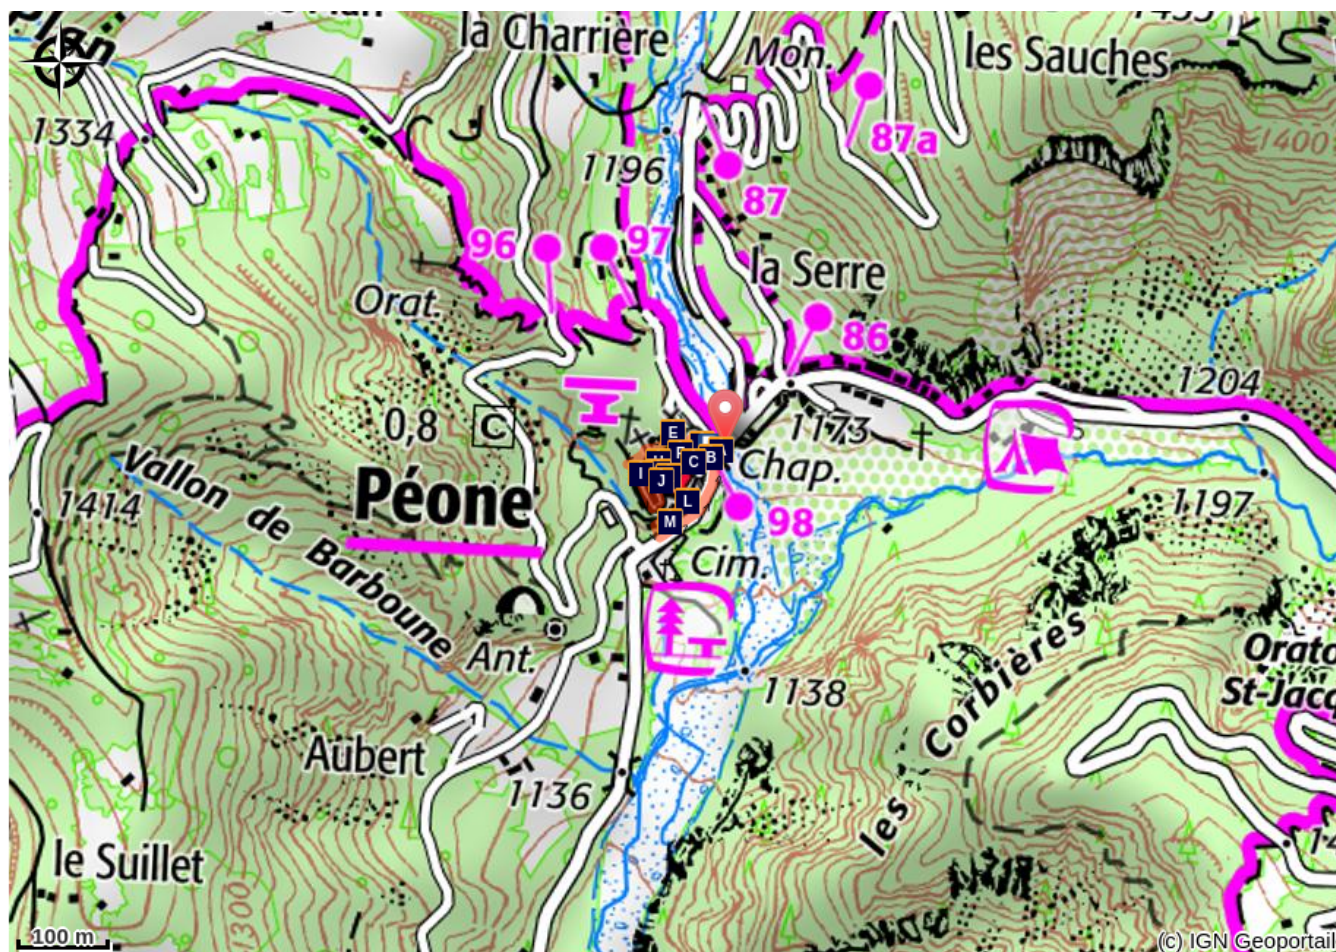 la Charrière
Mon.
les Sauches
1334
87a
1400
1196
87
96
97
la Serre
Orat.
86
1204
0,8
C
1173
E
B
C
Chap.
I
J
Péone
L
98
1197
1414
M
Vallon de Barboune
Cim.
Ant.
1138
les Corbières
Aubert
1136
le Suillet
1300
100 m
(c) IGN Geoportail